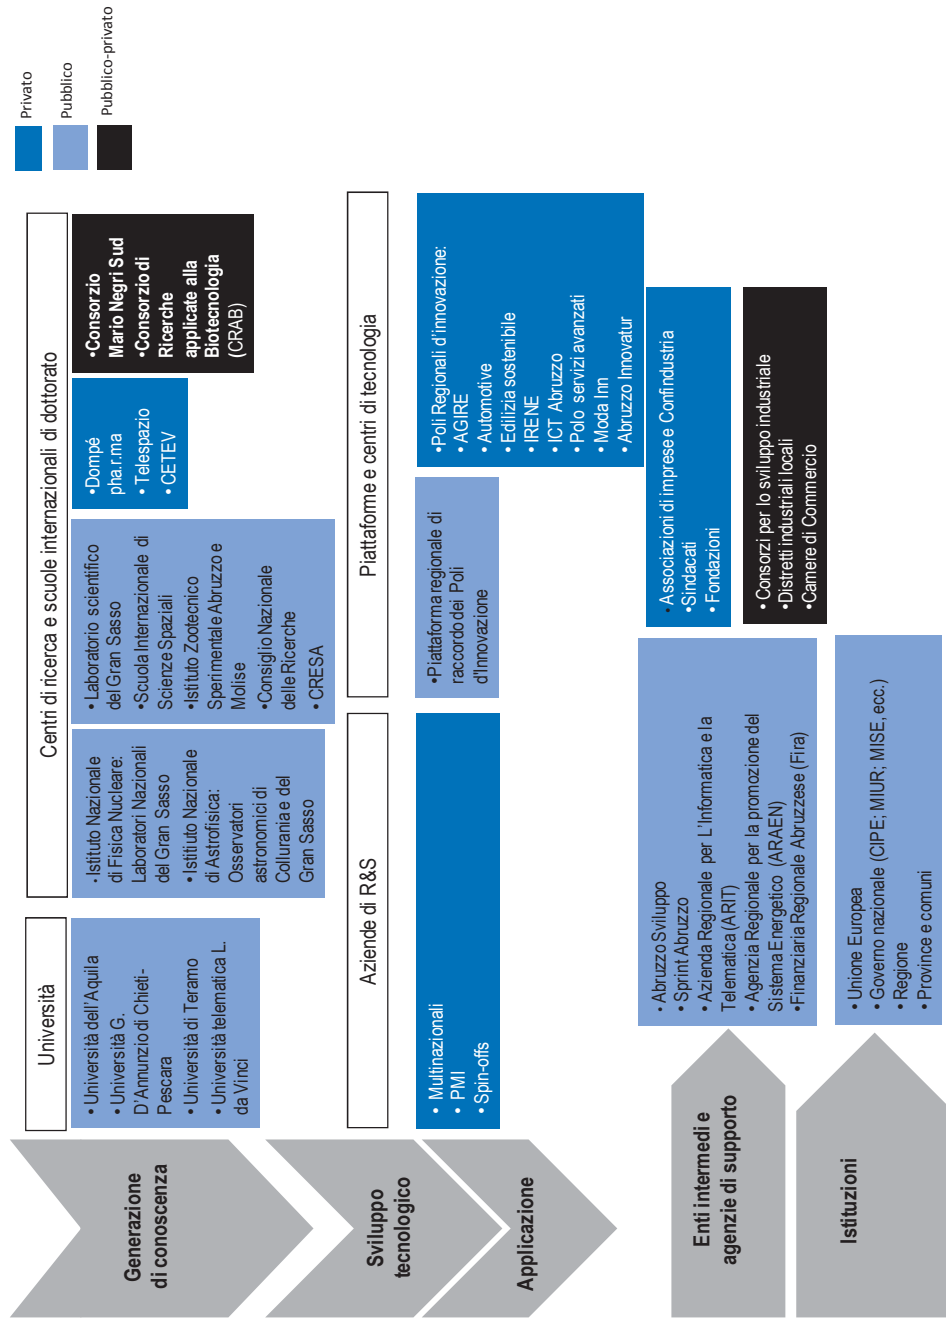 Privato
Pubblico
Pubblico-privato
Generazione
di conoscenza
Università
• Università dell'Aquila
• Università G.
D'Annunzio di Chieti-
Pescara
• Università di Teramo
• Università telematica L.
da Vinci
Centri di ricerca e scuole internazionali di dottorato
• Istituto Nazionale
di Fisica Nucleare:
Laboratori Nazionali
del Gran Sasso
• Istituto Nazionale
di Astrofisica:
Osservatori
astronomici di
Collurania e del
Gran Sasso
• Laboratorio scientifico
del Gran Sasso
•Scuola Internazionale di
Scienze Spaziali
• Istituto Zootecnico
Sperimentale Abruzzo e
Molise
•Consiglio Nazionale
delle Ricerche
• CRESA
•Dompé
pha.r.ma
• Telespazio
• CETEV
•Consorzio
Mario Negri Sud
•Consorzio di
Ricerche
applicate alla
Biotecnologia
(CRAB)
Sviluppo
tecnologico
Applicazione
Aziende di R&S
• Multinazionali
• PMI
• Spin-offs
Piattaforme e centri di tecnologia
•Piattaforma regionale di
raccordo dei Poli
d'Innovazione
•Poli Regionali d'innovazione:
• AGIRE
• Automotive
• Edilizia sostenibile
• IRENE
• ICT Abruzzo
• Polo servizi avanzati
• Moda Inn
• Abruzzo Innovatur
Enti intermedi e
agenzie di supporto
• Abruzzo Sviluppo
• Sprint Abruzzo
• Azienda Regionale per L'Informatica e la
Telematica (ARIT)
• Agenzia Regionale per la promozione del
Sistema Energetico (ARAEN)
• Finanziaria Regionale Abruzzese (Fira)
• Associazioni di imprese e Confindustria
•Sindacati
• Fondazioni
• Consorzi per lo sviluppo industriale
•Distretti industriali locali
• Camere di Commercio
Istituzioni
• Unione Europea
• Governo nazionale (CIPE; MIUR; MISE, ecc.)
• Regione
• Province e comuni